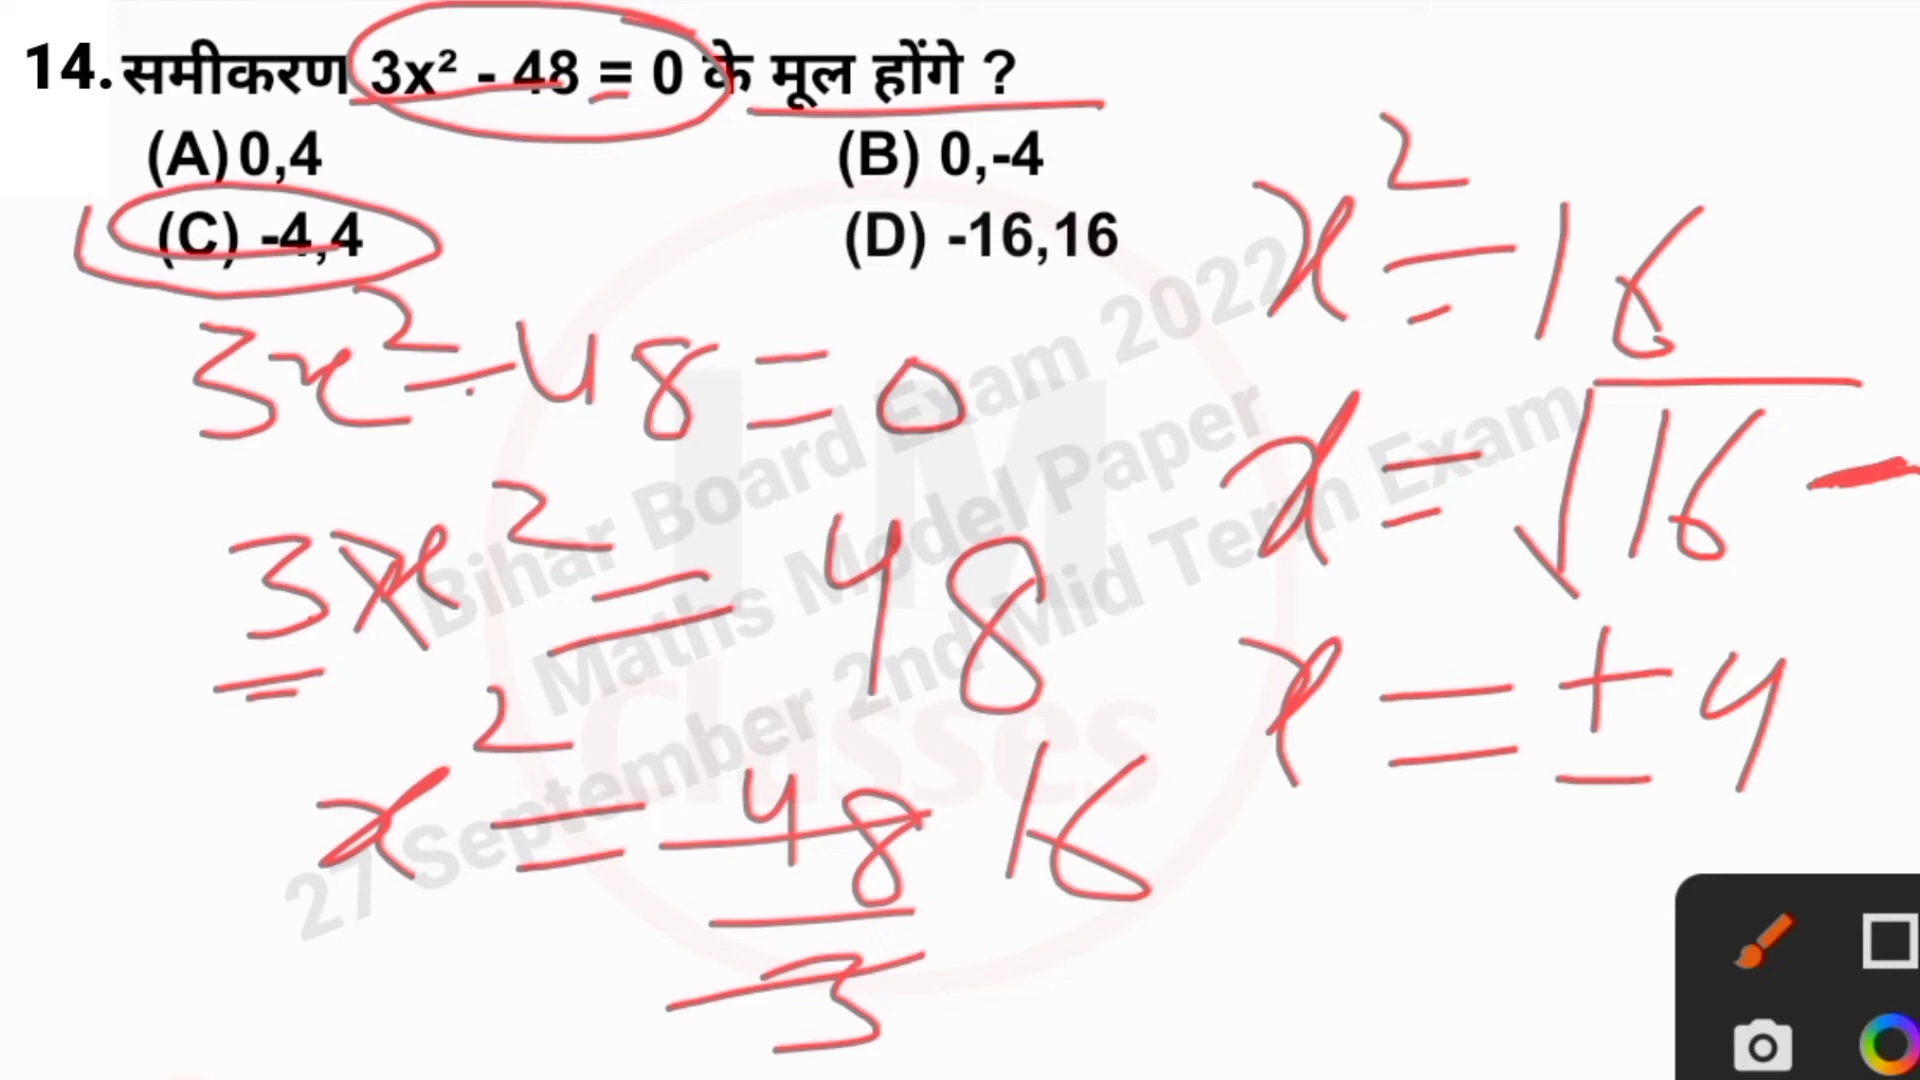 14. समीकरण 3x² - 48 = 0 के मूल होंगे ?
(A) 0,4
(B) 0,-4
(C) -4,4
(D) -16,16
3x² - 48 = 0
3x² = 48
x² = 48/3 16
x² = 16
x = √16 -
x = ± 4
Bihar Board Exam 2022
Maths Model Paper
27 September 2nd Mid Term Exam
classes